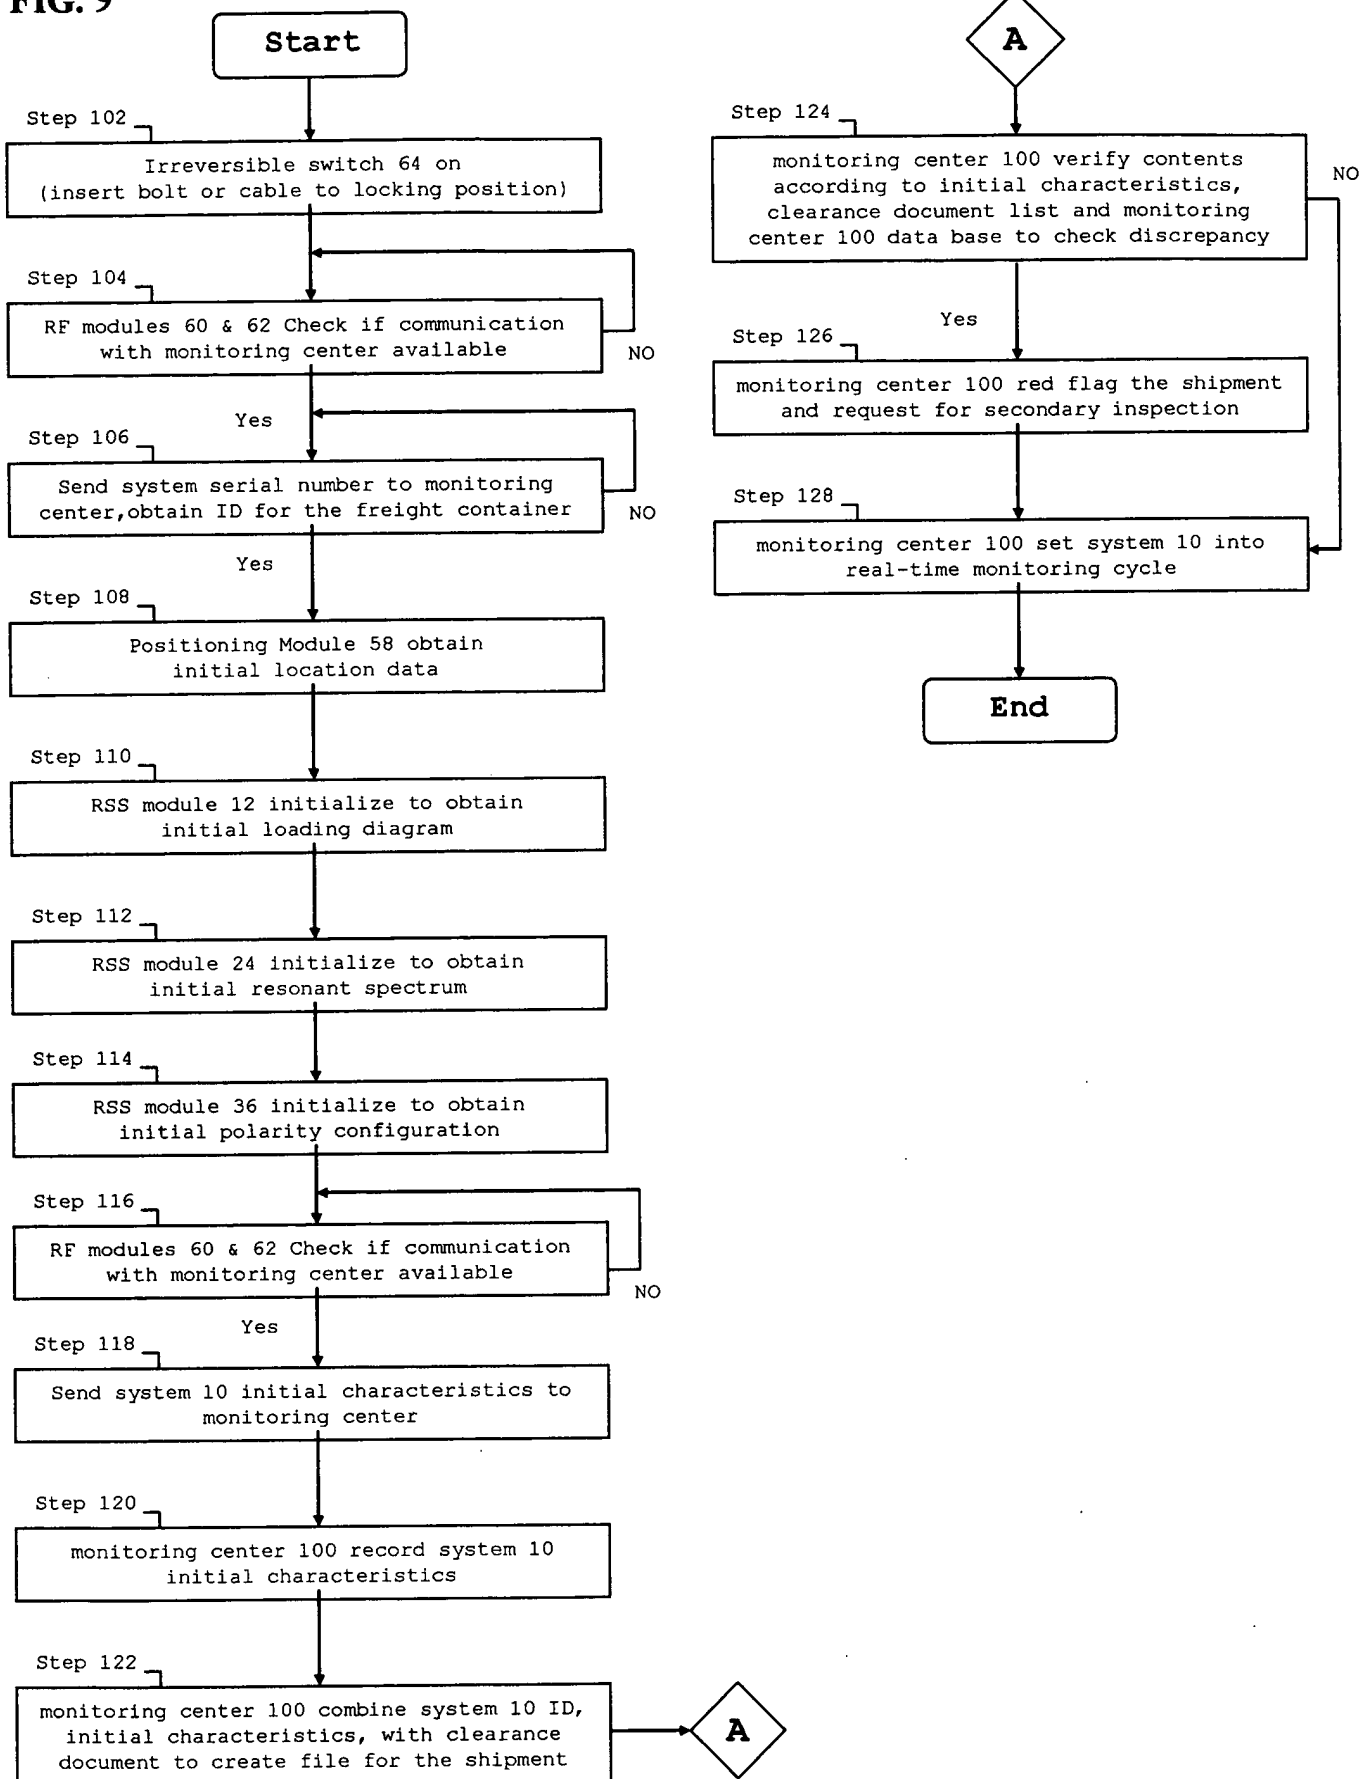 FIG. 9
Start
Step 102
Irreversible switch 64 on
(insert bolt or cable to locking position)
Step 104
RF modules 60 & 62 Check if communication
with monitoring center available
NO
Yes
Step 106
Send system serial number to monitoring
center,obtain ID for the freight container
NO
Yes
Step 108
Positioning Module 58 obtain
initial location data
Step 110
RSS module 12 initialize to obtain
initial loading diagram
Step 112
RSS module 24 initialize to obtain
initial resonant spectrum
Step 114
RSS module 36 initialize to obtain
initial polarity configuration
Step 116
RF modules 60 & 62 Check if communication
with monitoring center available
NO
Yes
Step 118
Send system 10 initial characteristics to
monitoring center
Step 120
monitoring center 100 record system 10
initial characteristics
Step 122
monitoring center 100 combine system 10 ID,
initial characteristics, with clearance
document to create file for the shipment
A
A
Step 124
monitoring center 100 verify contents
according to initial characteristics,
clearance document list and monitoring
center 100 data base to check discrepancy
NO
Yes
Step 126
monitoring center 100 red flag the shipment
and request for secondary inspection
Step 128
monitoring center 100 set system 10 into
real-time monitoring cycle
End